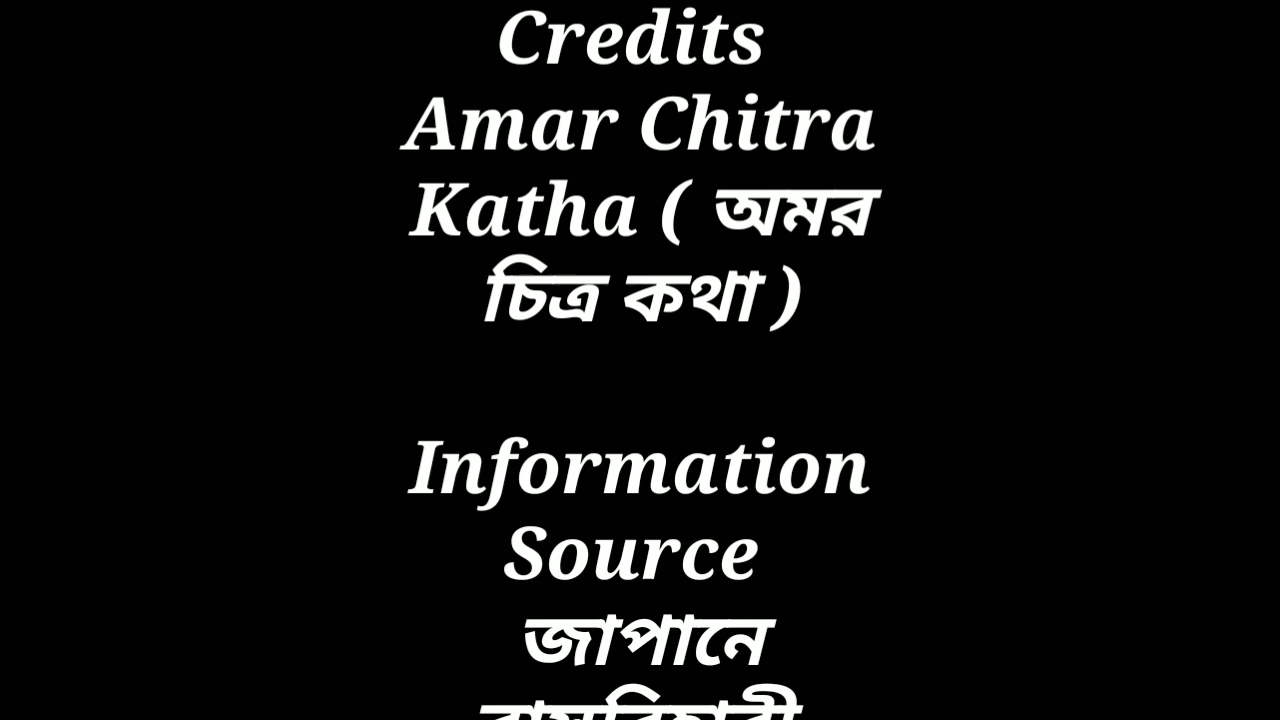 Credits
Amar Chitra
Katha ( অমর
চিত্র কথা )
Information
Source
জাপানে